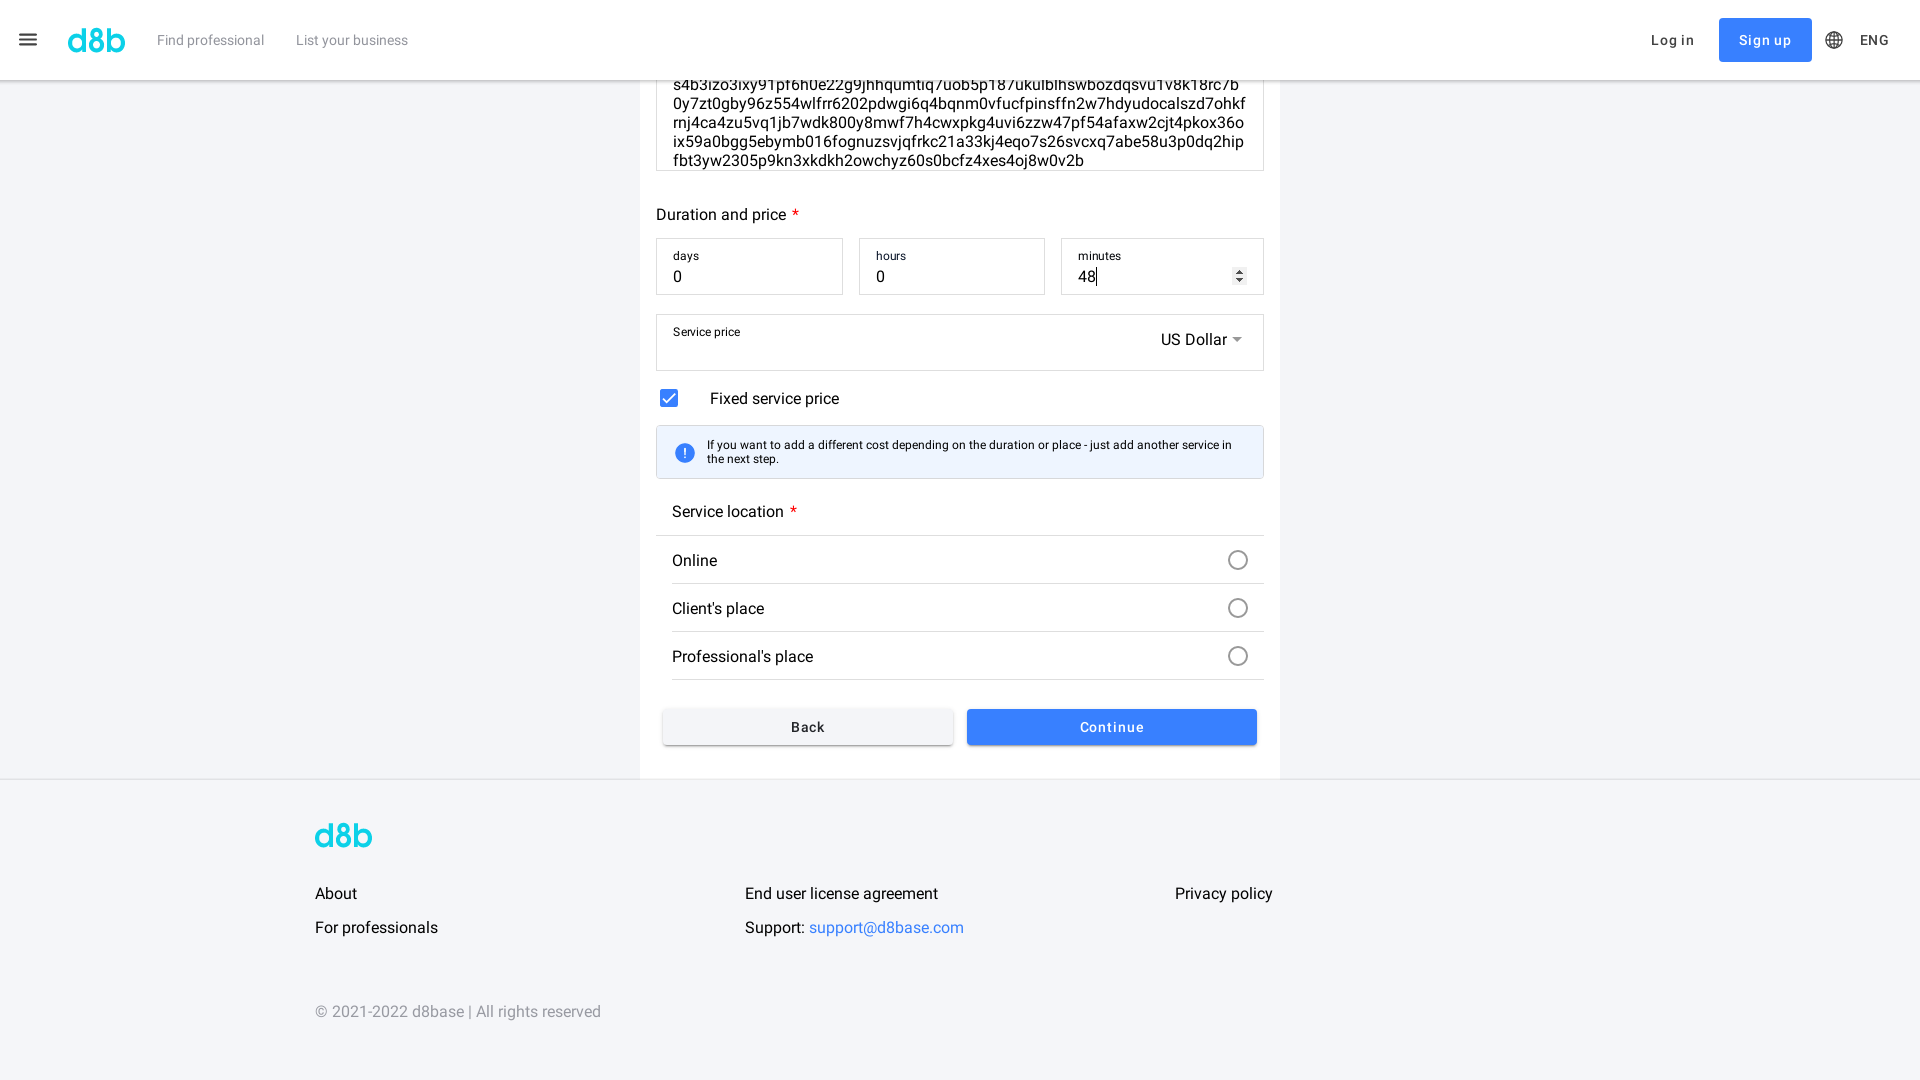 d8b
Find professional
List your business
Log in
Sign up
ENG
0y7zt0gby96z554wlfrr6202pdwgi6q4bqnm0vfucfpinsffn2w7hdyudocalszd7ohkf
rnj4ca4zu5vq1jb7wdk800y8mwf7h4cwxpkg4uvi6zzw47pf54afaxw2cjt4pkox36o
ix59a0bgg5ebymb016fognuzsvjqfrkc21a33kj4eqo7s26svcxq7abe58u3p0dq2hip
fbt3yw2305p9kn3xkdkh2owchyz60s0bcfz4xes4oj8w0v2b
Duration and price *
days
0
hours
0
minutes
48
Service price
US Dollar
Fixed service price
If you want to add a different cost depending on the duration or place - just add another service in
the next step.
Service location *
Online
Client's place
Professional's place
Back
Continue
d8b
About
End user license agreement
Privacy policy
For professionals
Support: support@d8base.com
© 2021-2022 d8base | All rights reserved